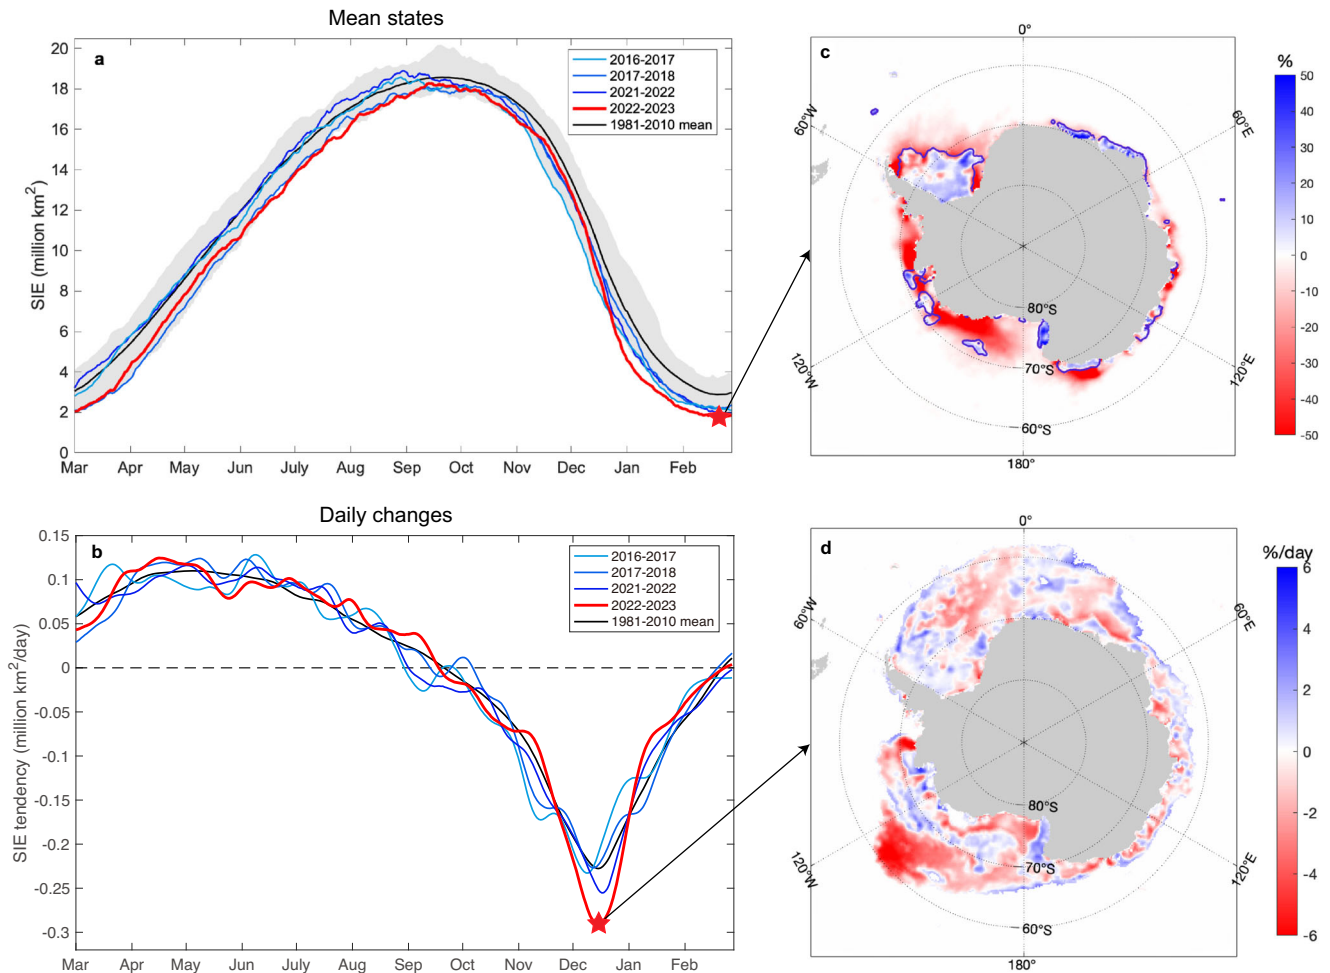 Mean states
a
20
18
16
14
12
10
8
6
4
2
0
SIE (million km²)
Mar Apr May Jun July Aug Sep Oct Nov Dec Jan Feb
2016-2017
2017-2018
2021-2022
2022-2023
1981-2010 mean
c
0°
60°W
60°E
120°W
120°E
80°S
70°S
60°S
180°
%
50
40
30
20
10
0
-10
-20
-30
-40
-50
Daily changes
b
0.15
0.1
0.05
0
-0.05
-0.1
-0.15
-0.2
-0.25
-0.3
SIE tendency (million km²/day)
Mar Apr May Jun July Aug Sep Oct Nov Dec Jan Feb
2016-2017
2017-2018
2021-2022
2022-2023
1981-2010 mean
d
0°
60°W
60°E
120°W
120°E
80°S
70°S
60°S
180°
%/day
6
4
2
0
-2
-4
-6